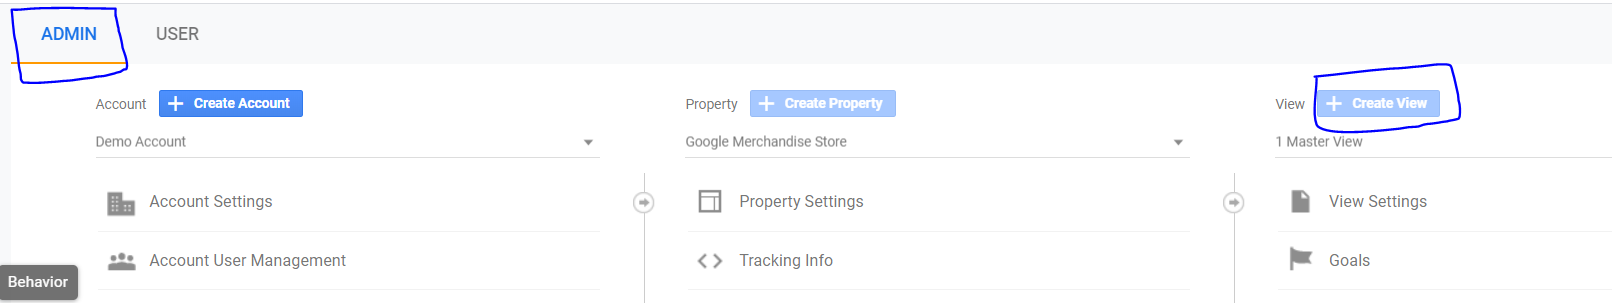 ADMIN USER
Account + Create Account Property + Create Property View + Create View
Demo Account Google Merchandise Store 1 Master View
Account Settings Property Settings View Settings
Account User Management Tracking Info Goals
Behavior